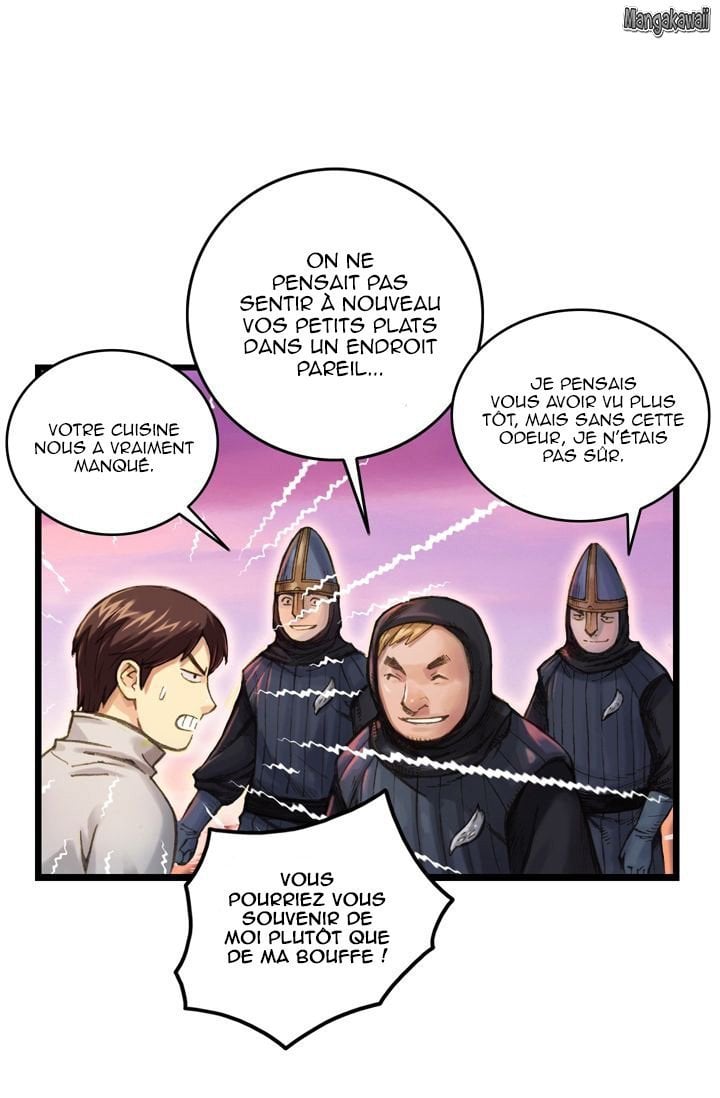 Mangakawaii
ON NE
PENSAIT PAS
SENTIR À NOUVEAU
VOS PETITS PLATS
DANS UN ENDROIT
PAREIL...
VOTRE CUISINE
NOUS A VRAIMENT
MANQUÉ.
JE PENSAIS
VOUS AVOIR VU PLUS
TÔT, MAIS SANS CETTE
ODEUR, JE N'ÉTAIS
PAS SÛR.
VOUS
POURRIEZ VOUS
SOUVENIR DE
MOI PLUTÔT QUE
DE MA BOUFFE !